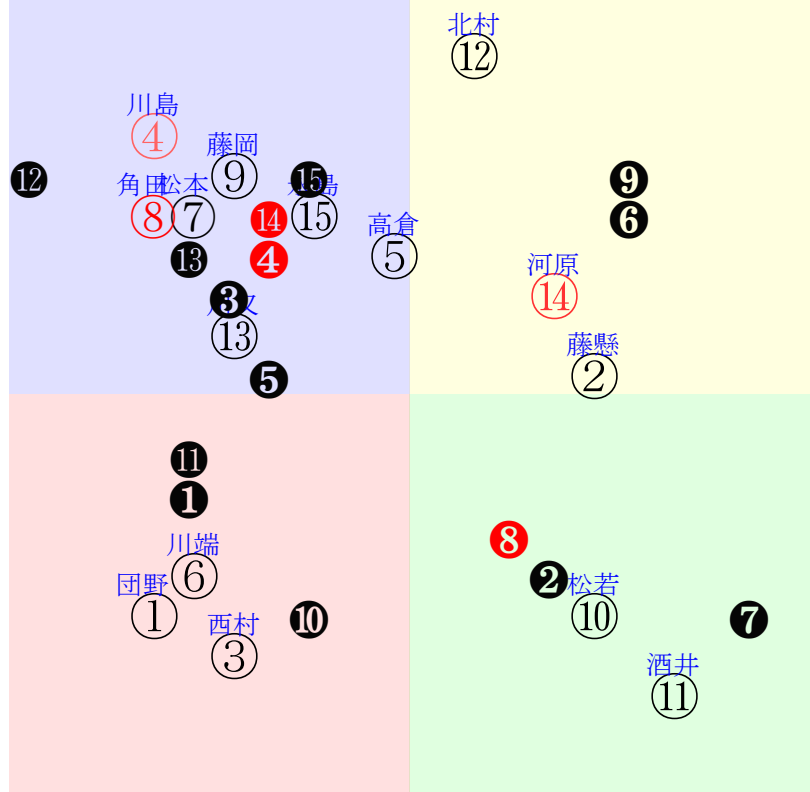 北村
⑫
川島
④
藤岡
⑨
⓬
⓯
❾
角田
松本
⑧
⑦
⓮
⑮
❻
高倉
⑤
⓭
❹
河原
⑭
❸
⑬
藤懸
②
❺
⓫
❶
川端
⑥
❽
団野
①
❷
松若
⑩
西村
③
❿
❼
酒井
⑪